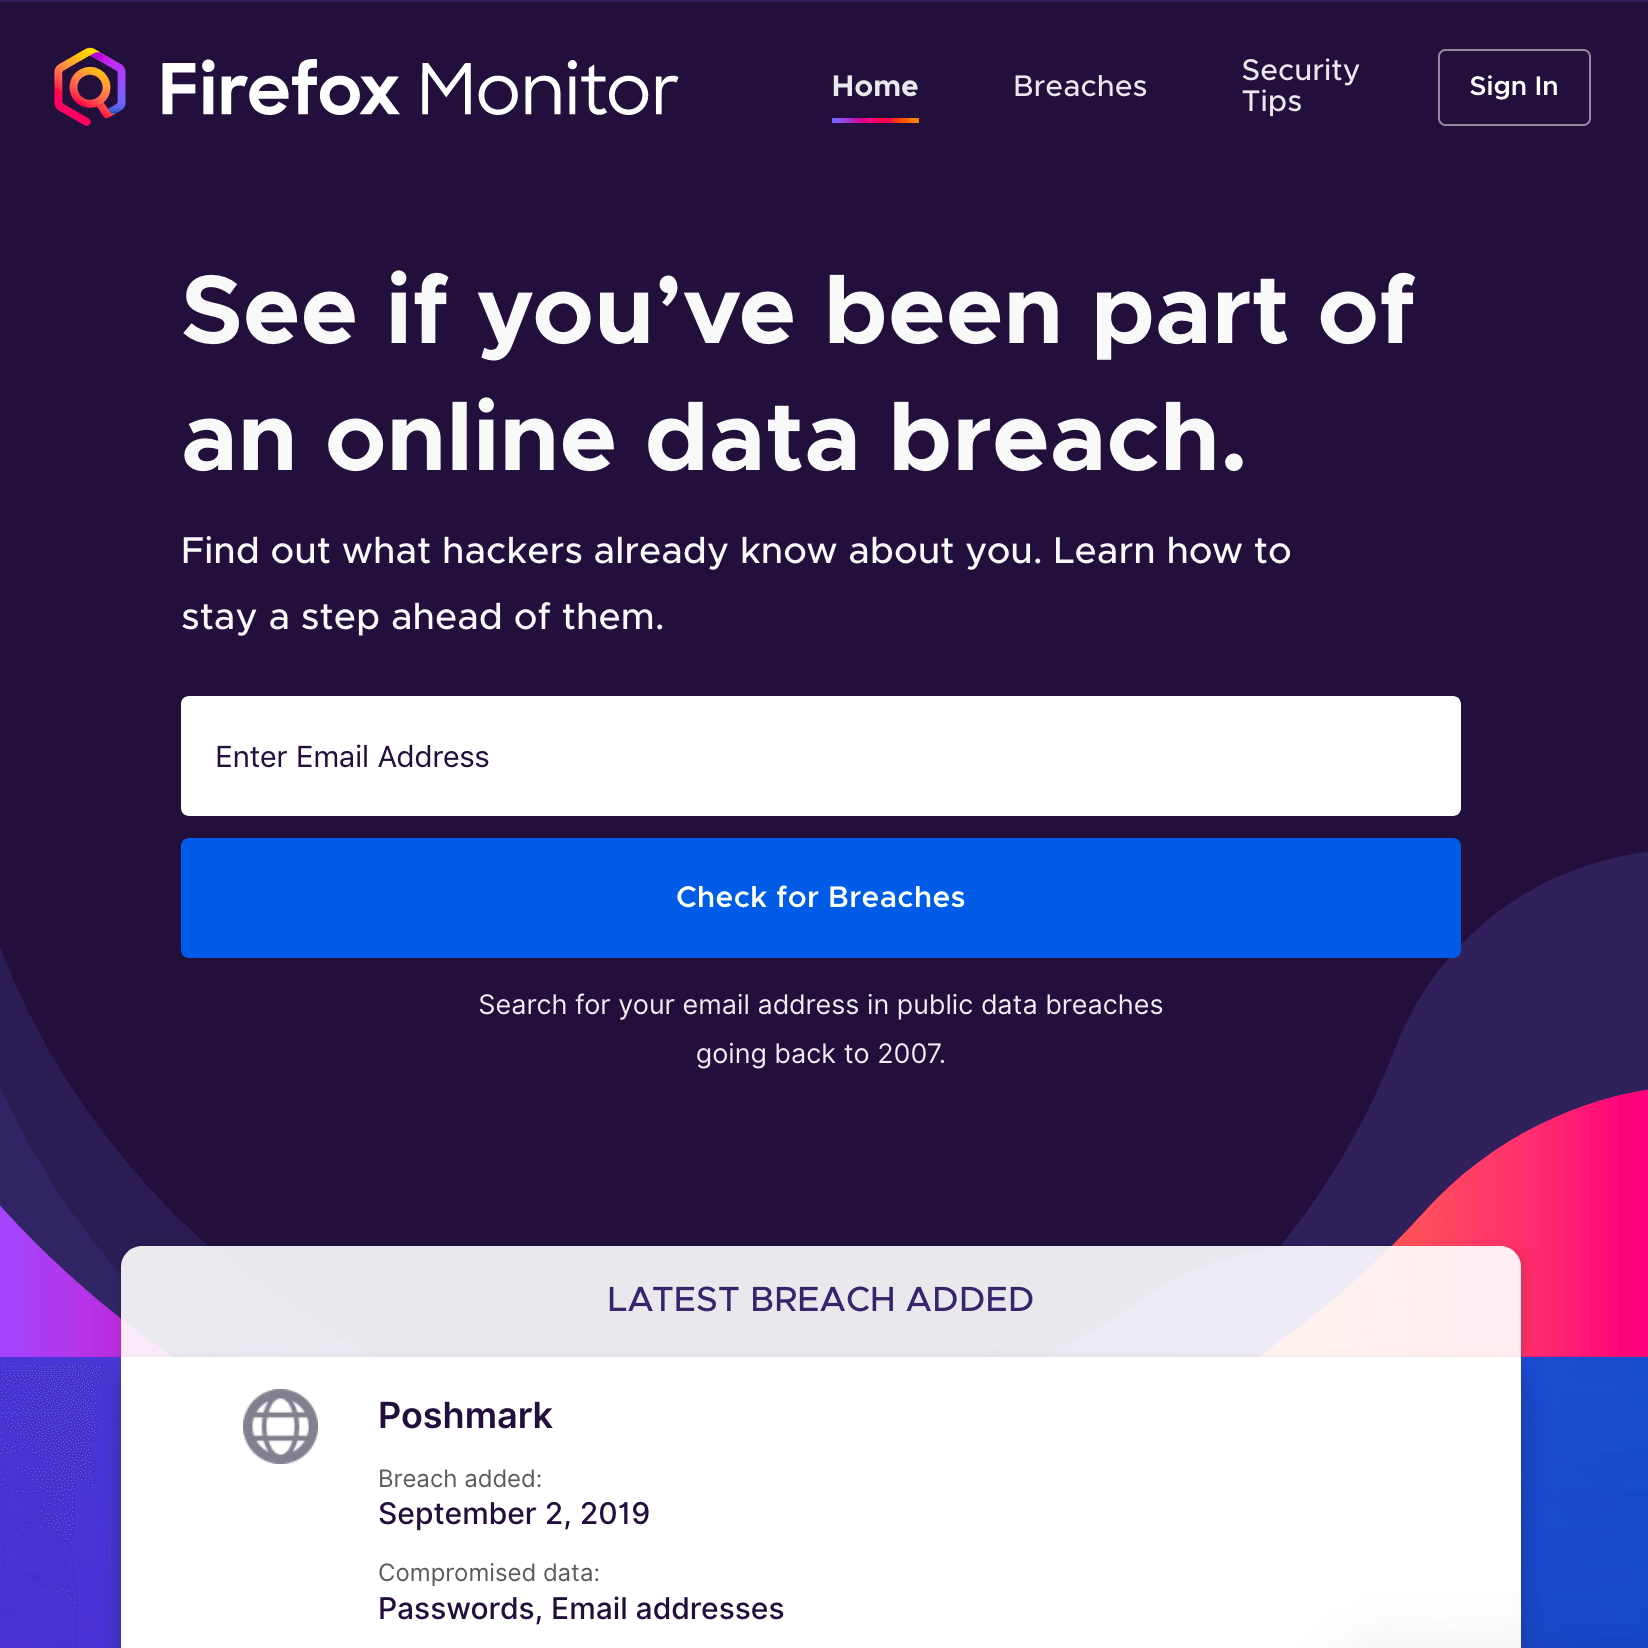 Firefox Monitor
Home
Breaches
Security
Tips
Sign In
See if you’ve been part of
an online data breach.
Find out what hackers already know about you. Learn how to
stay a step ahead of them.
Enter Email Address
Check for Breaches
Search for your email address in public data breaches
going back to 2007.
LATEST BREACH ADDED
Poshmark
Breach added:
September 2, 2019
Compromised data:
Passwords, Email addresses